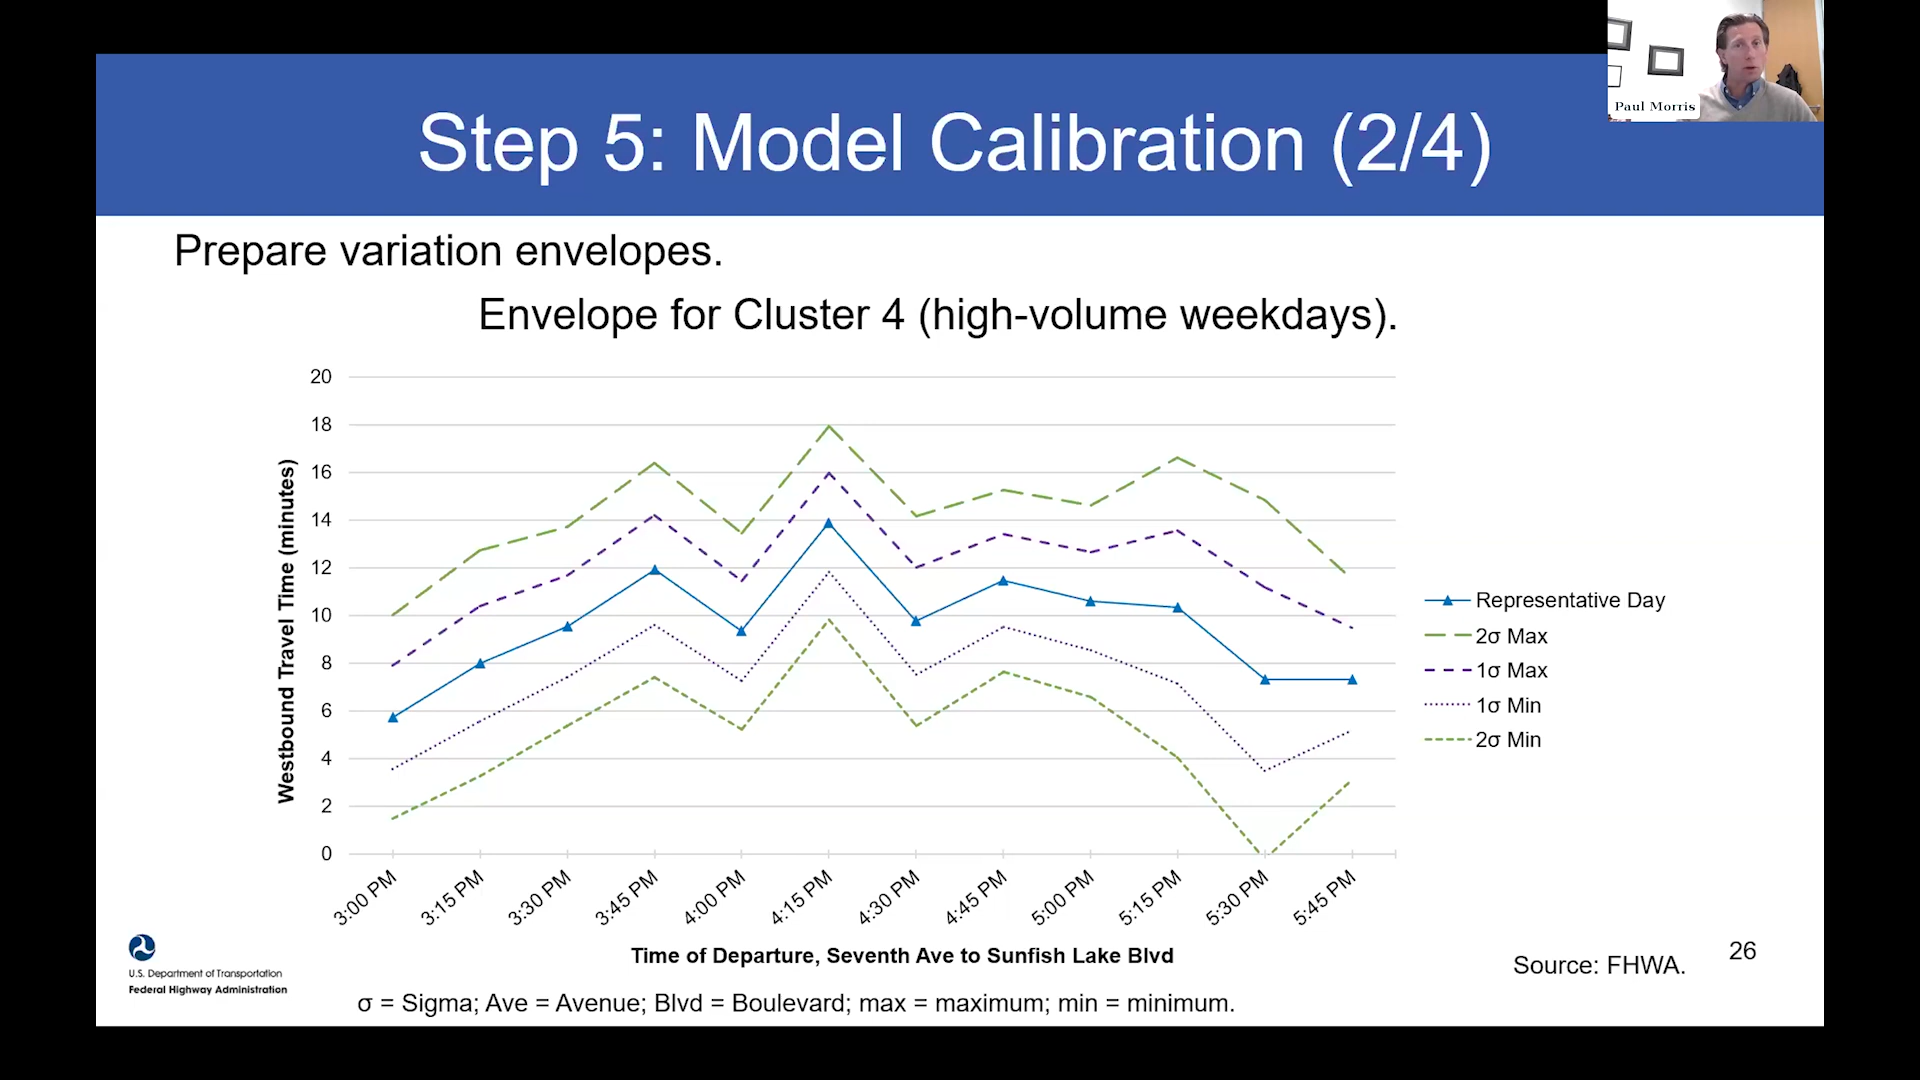 Paul Morris
Step 5: Model Calibration (2/4)
Prepare variation envelopes.
Envelope for Cluster 4 (high-volume weekdays).
20
18
16
14
12
10
8
6
4
2
0
Westbound Travel Time (minutes)
3:00 PM
3:15 PM
3:30 PM
3:45 PM
4:00 PM
4:15 PM
4:30 PM
4:45 PM
5:00 PM
5:15 PM
5:30 PM
5:45 PM
Time of Departure, Seventh Ave to Sunfish Lake Blvd
Representative Day
2σ Max
1σ Max
1σ Min
2σ Min
U.S. Department of Transportation
Federal Highway Administration
Source: FHWA.
26
σ = Sigma; Ave = Avenue; Blvd = Boulevard; max = maximum; min = minimum.